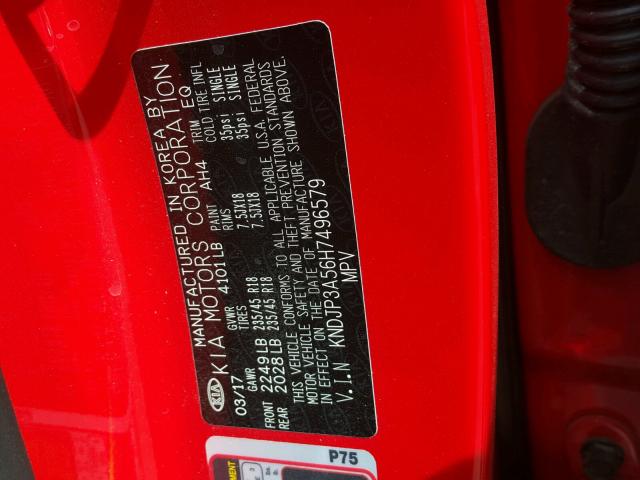 MANUFACTURED IN KOREA BY
KIA KIA MOTORS CORPORATION
03/17 GVWR 4101LB PAINT AH4 TRIM EQ
GAWR TIRES RIMS COLD TIRE INFL
FRONT 2249LB 235/45 R18 7.5JX18 35psi SINGLE
REAR 2028LB 235/45 R18 7.5JX18 35psi SINGLE
THIS VEHICLE CONFORMS TO ALL APPLICABLE U.S.A. FEDERAL
MOTOR VEHICLE SAFETY AND THEFT PREVENTION STANDARDS
IN EFFECT ON THE DATE OF MANUFACTURE SHOWN ABOVE.
V.I.N KNDJP3A56H7496579
MPV
P75